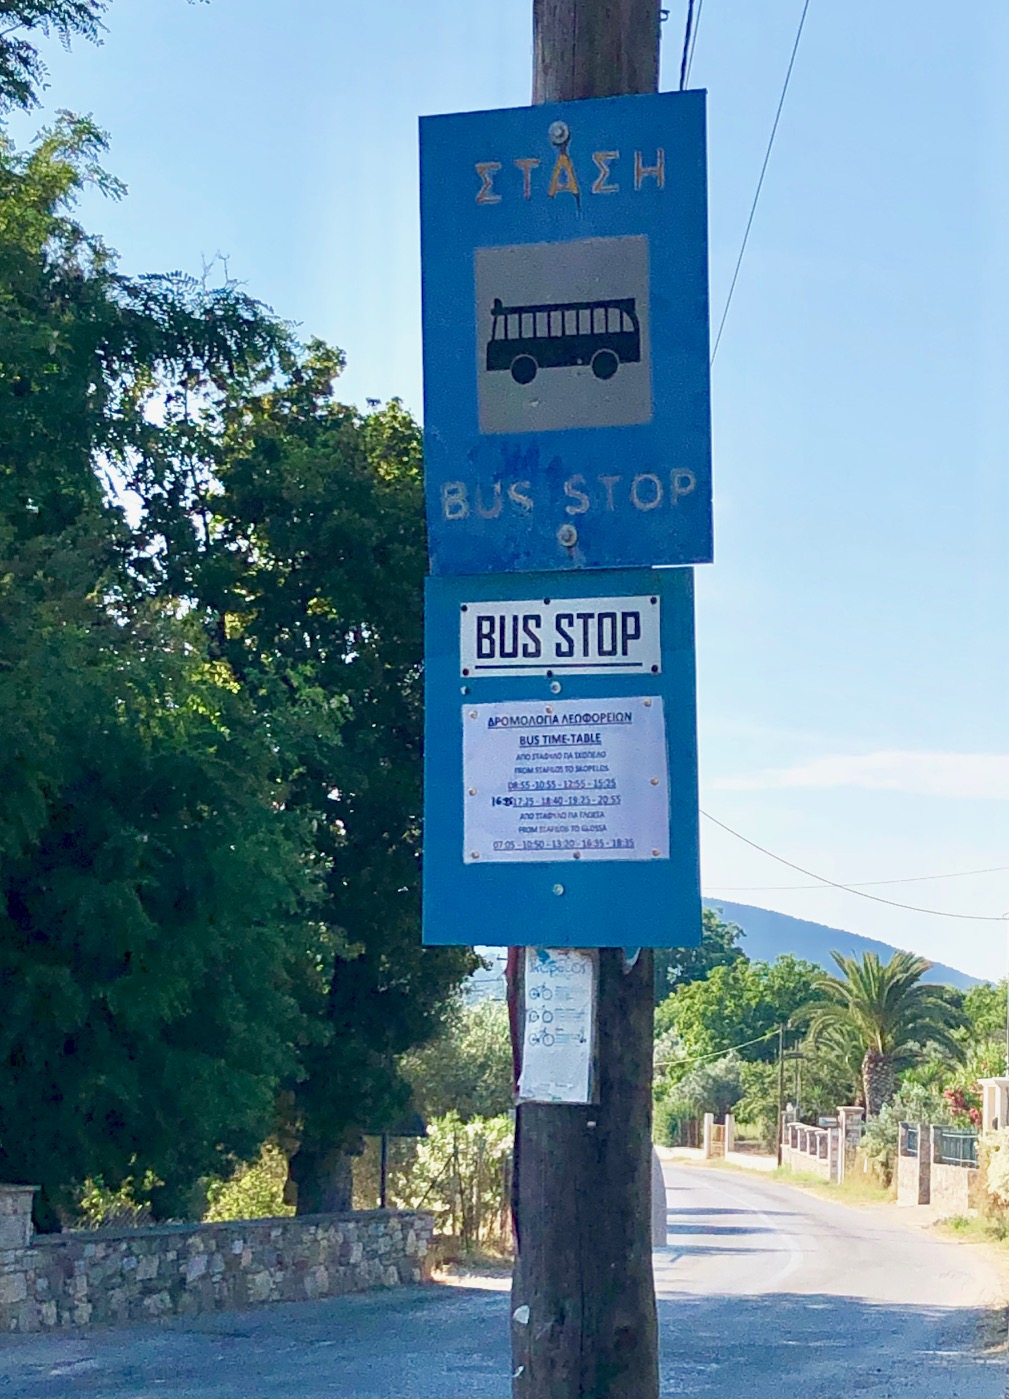 ΣΤΑΣΗ
BUS STOP
BUS STOP
ΔΡΟΜΟΛΟΓΙΑ ΛΕΩΦΟΡΕΙΩΝ
BUS TIME-TABLE
ΑΠΟ ΣΤΑΦΥΛΟ ΓΙΑ ΣΚΟΠΕΛΟ
FROM STAFILOS TO SKOPELOS
08:55 - 10:55 - 12:55 - 15:25
17:25 - 18:40 - 19:25 - 20:55
ΑΠΟ ΣΤΑΦΥΛΟ ΓΙΑ ΓΛΩΣΣΑ
FROM STAFILOS TO GLOSSA
07:05 - 10:50 - 13:20 - 16:35 - 18:35